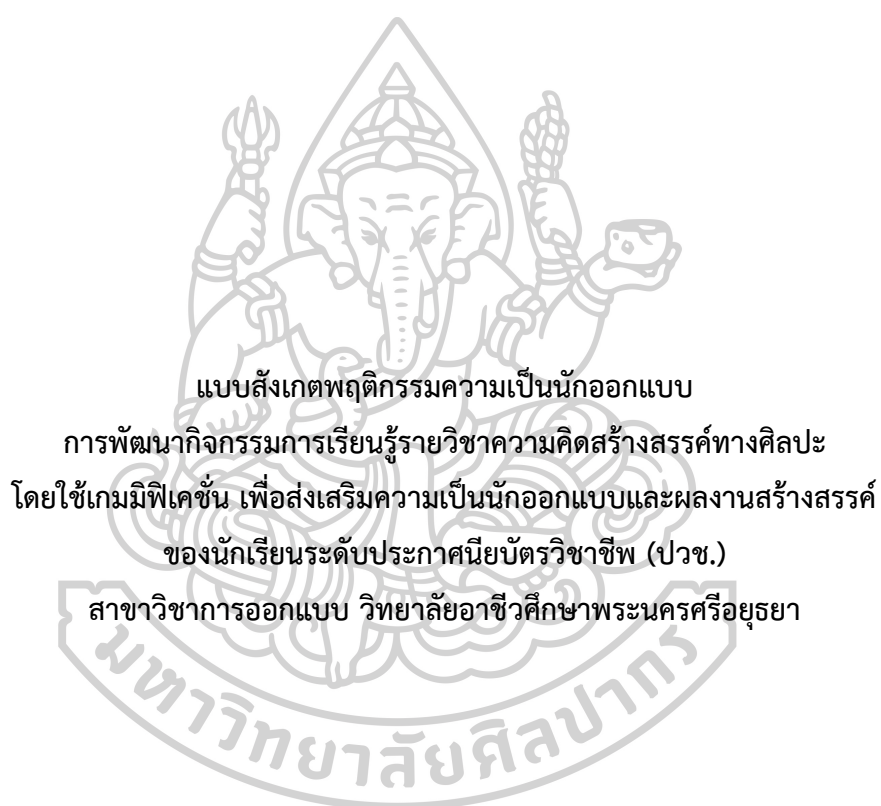 แบบสังเกตพฤติกรรมความเป็นนักออกแบบ
การพัฒนากิจกรรมการเรียนรู้รายวิชาความคิดสร้างสรรค์ทางศิลปะ
โดยใช้เกมมิฟิเคชั่น เพื่อส่งเสริมความเป็นนักออกแบบและผลงานสร้างสรรค์
ของนักเรียนระดับประกาศนียบัตรวิชาชีพ (ปวช.)
สาขาวิชาการออกแบบ วิทยาลัยอาชีวศึกษาพระนครศรีอยุธยา
มหาวิทยาลัยศิลปากร